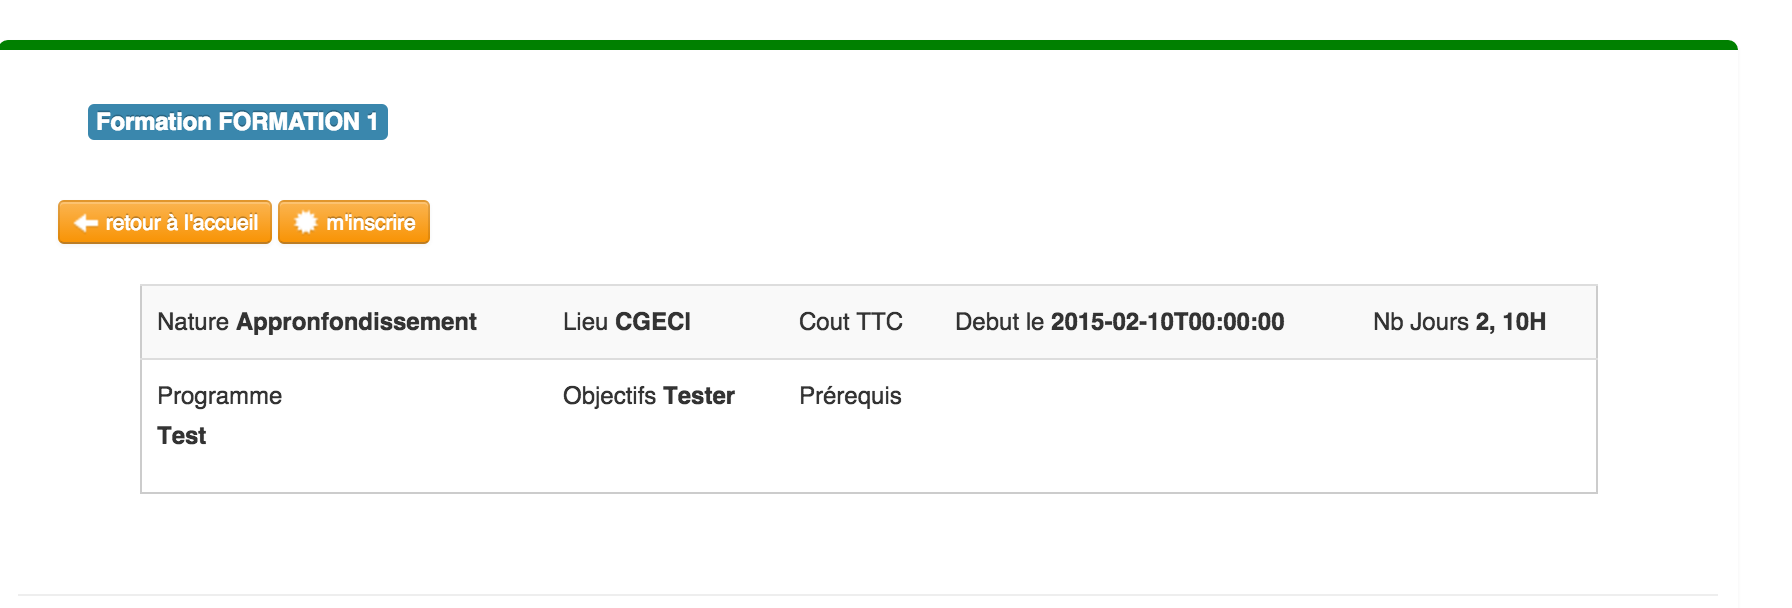 Formation FORMATION 1
retour à l'accueil m'inscrire
Nature Appronfondissement Lieu CGECI Cout TTC Debut le 2015-02-10T00:00:00 Nb Jours 2, 10H
Programme Objectifs Tester Prérequis
Test